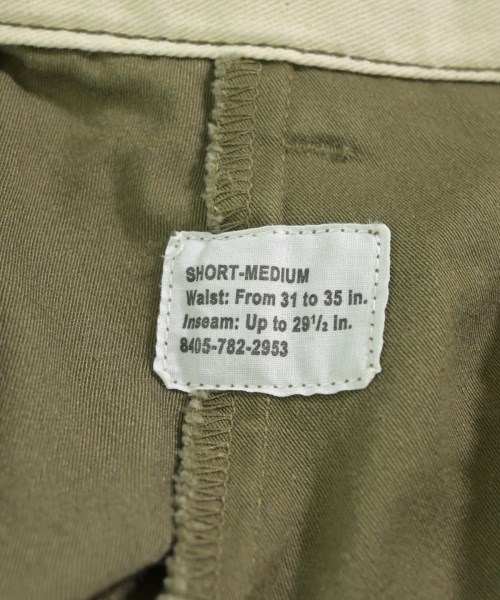 SHORT-MEDIUM
Waist: From 31 to 35 in.
Inseam: Up to 29½ in.
8405-782-2953